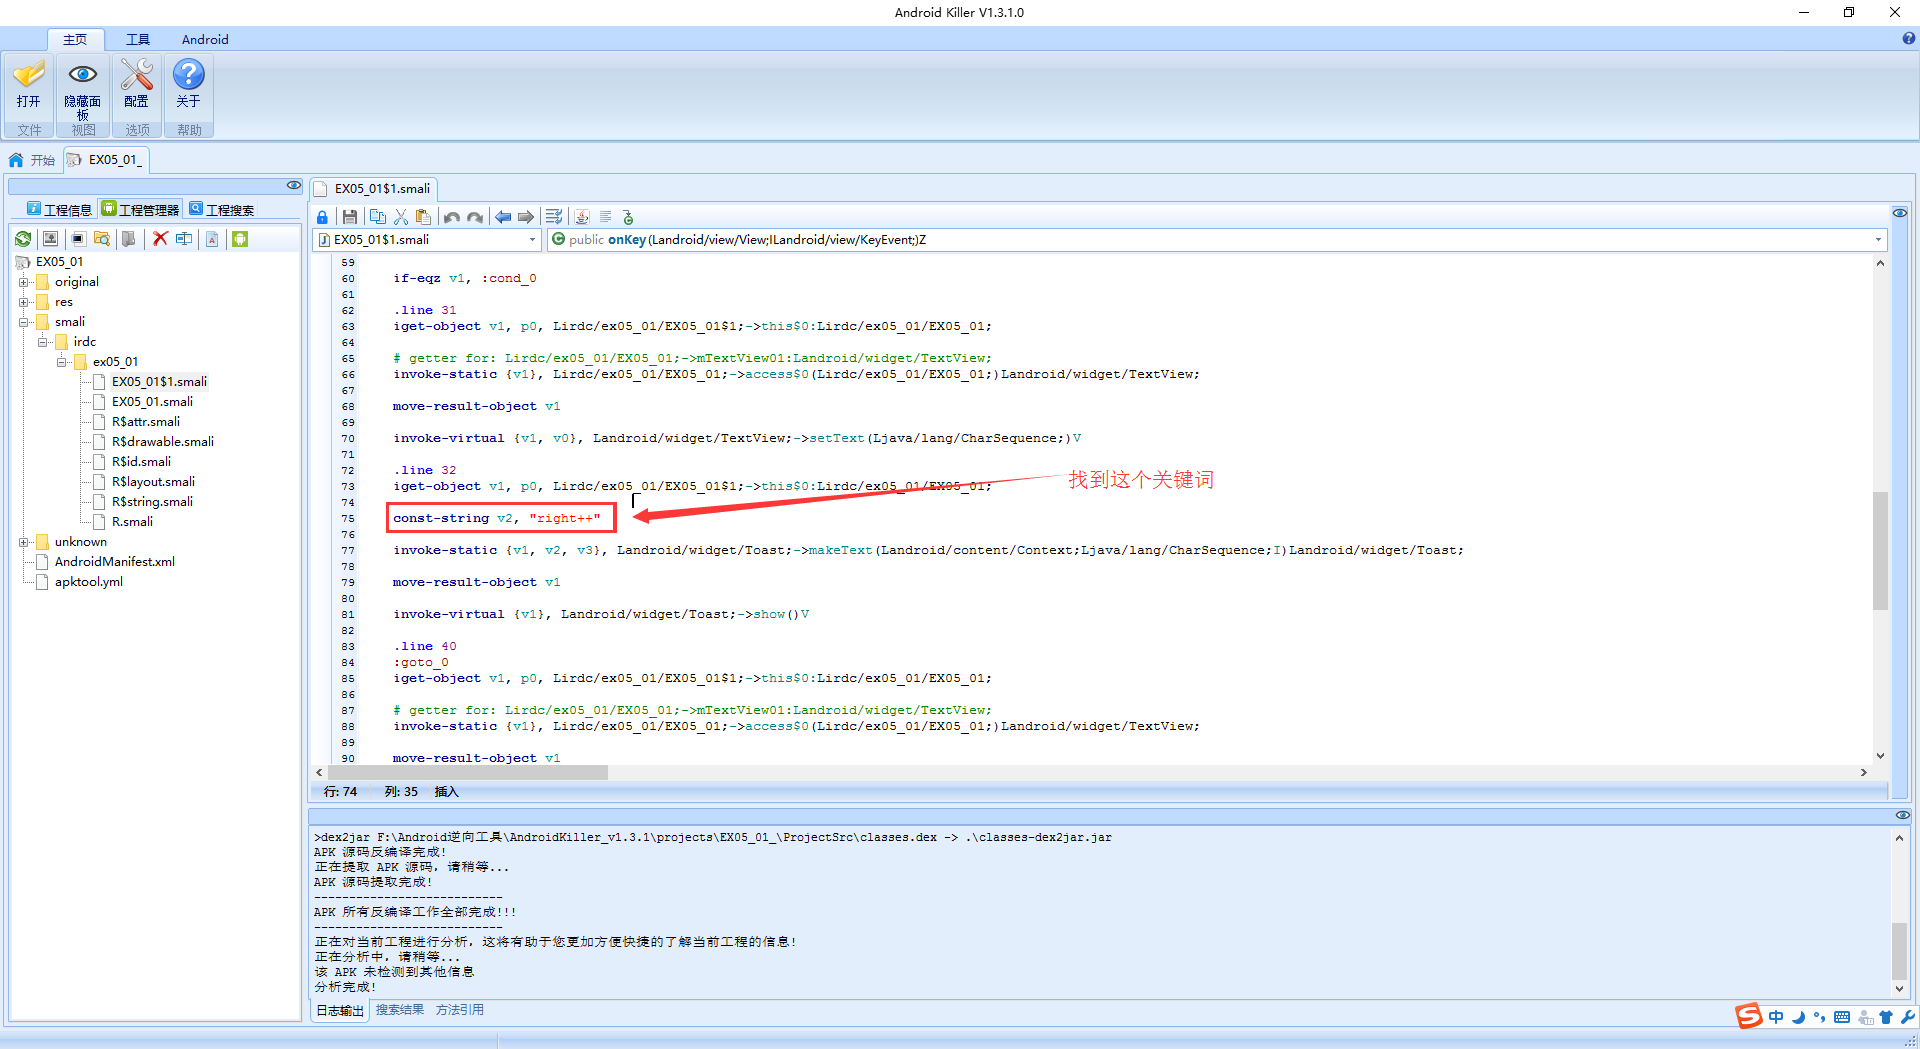 Android Killer V1.3.1.0
主页 工具 Android
打开 隐藏面板 配置 关于
文件 视图 选项 帮助
开始 EX05_01_
工程信息 工程管理器 工程搜索
EX05_01
original
res
smali
irdc
ex05_01
EX05_01$1.smali
EX05_01.smali
R$attr.smali
R$drawable.smali
R$id.smali
R$layout.smali
R$string.smali
R.smali
unknown
AndroidManifest.xml
apktool.yml
EX05_01$1.smali
EX05_01$1.smali public onKey(Landroid/view/View;ILandroid/view/KeyEvent;)Z
59
60 if-eqz v1, :cond_0
61
62 .line 31
63 iget-object v1, p0, Lirdc/ex05_01/EX05_01$1;->this$0:Lirdc/ex05_01/EX05_01;
64
65 # getter for: Lirdc/ex05_01/EX05_01;->mTextView01:Landroid/widget/TextView;
66 invoke-static {v1}, Lirdc/ex05_01/EX05_01;->access$0(Lirdc/ex05_01/EX05_01;)Landroid/widget/TextView;
67
68 move-result-object v1
69
70 invoke-virtual {v1, v0}, Landroid/widget/TextView;->setText(Ljava/lang/CharSequence;)V
71
72 .line 32
73 iget-object v1, p0, Lirdc/ex05_01/EX05_01$1;->this$0:Lirdc/ex05_01/EX05_01;
找到这个关键词
74
75 const-string v2, "right++"
76
77 invoke-static {v1, v2, v3}, Landroid/widget/Toast;->makeText(Landroid/content/Context;Ljava/lang/CharSequence;I)Landroid/widget/Toast;
78
79 move-result-object v1
80
81 invoke-virtual {v1}, Landroid/widget/Toast;->show()V
82
83 .line 40
84 :goto_0
85 iget-object v1, p0, Lirdc/ex05_01/EX05_01$1;->this$0:Lirdc/ex05_01/EX05_01;
86
87 # getter for: Lirdc/ex05_01/EX05_01;->mTextView01:Landroid/widget/TextView;
88 invoke-static {v1}, Lirdc/ex05_01/EX05_01;->access$0(Lirdc/ex05_01/EX05_01;)Landroid/widget/TextView;
89
90 move-result-object v1
行: 74 列: 35 插入
>dex2jar F:\Android逆向工具\AndroidKiller_v1.3.1\projects\EX05_01_\ProjectSrc\classes.dex -> .\classes-dex2jar.jar
APK 源码反编译完成!
正在提取 APK 源码, 请稍等...
APK 源码提取完成!
---------------------------
APK 所有反编译工作全部完成!!!
---------------------------
正在对当前工程进行分析, 这将有助于您更加方便快捷的了解当前工程的信息!
正在分析中, 请稍等...
该 APK 未检测到其他信息
分析完成!
日志输出 搜索结果 方法引用
S 中